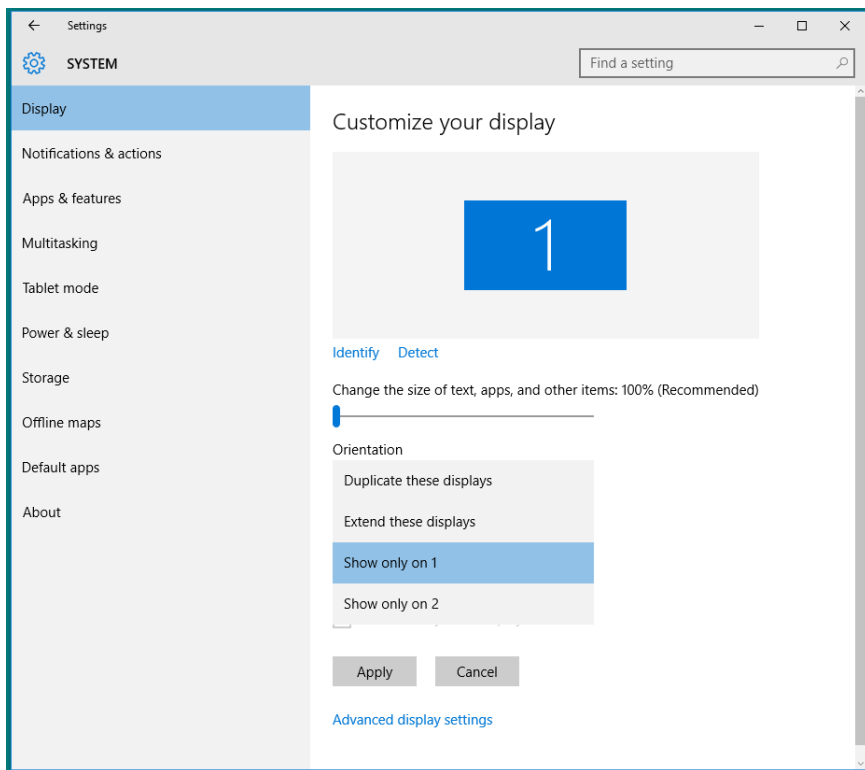 Settings
SYSTEM
Find a setting
Display
Notifications & actions
Apps & features
Multitasking
Tablet mode
Power & sleep
Storage
Offline maps
Default apps
About
Customize your display
1
Identify Detect
Change the size of text, apps, and other items: 100% (Recommended)
Orientation
Duplicate these displays
Extend these displays
Show only on 1
Show only on 2
Apply Cancel
Advanced display settings